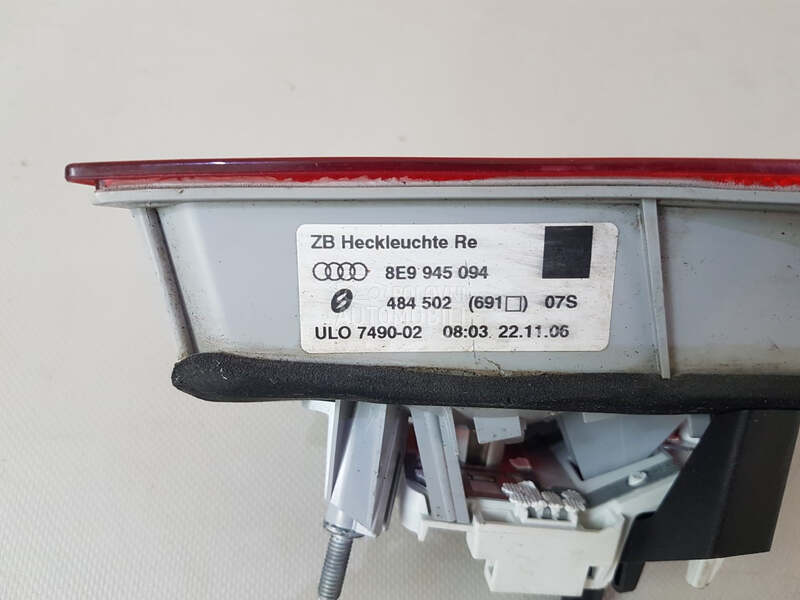 ZB Heckleuchte Re
8E9 945 094
484 502 (691□) 07S
ULO 7490-02 08:03 22.11.06